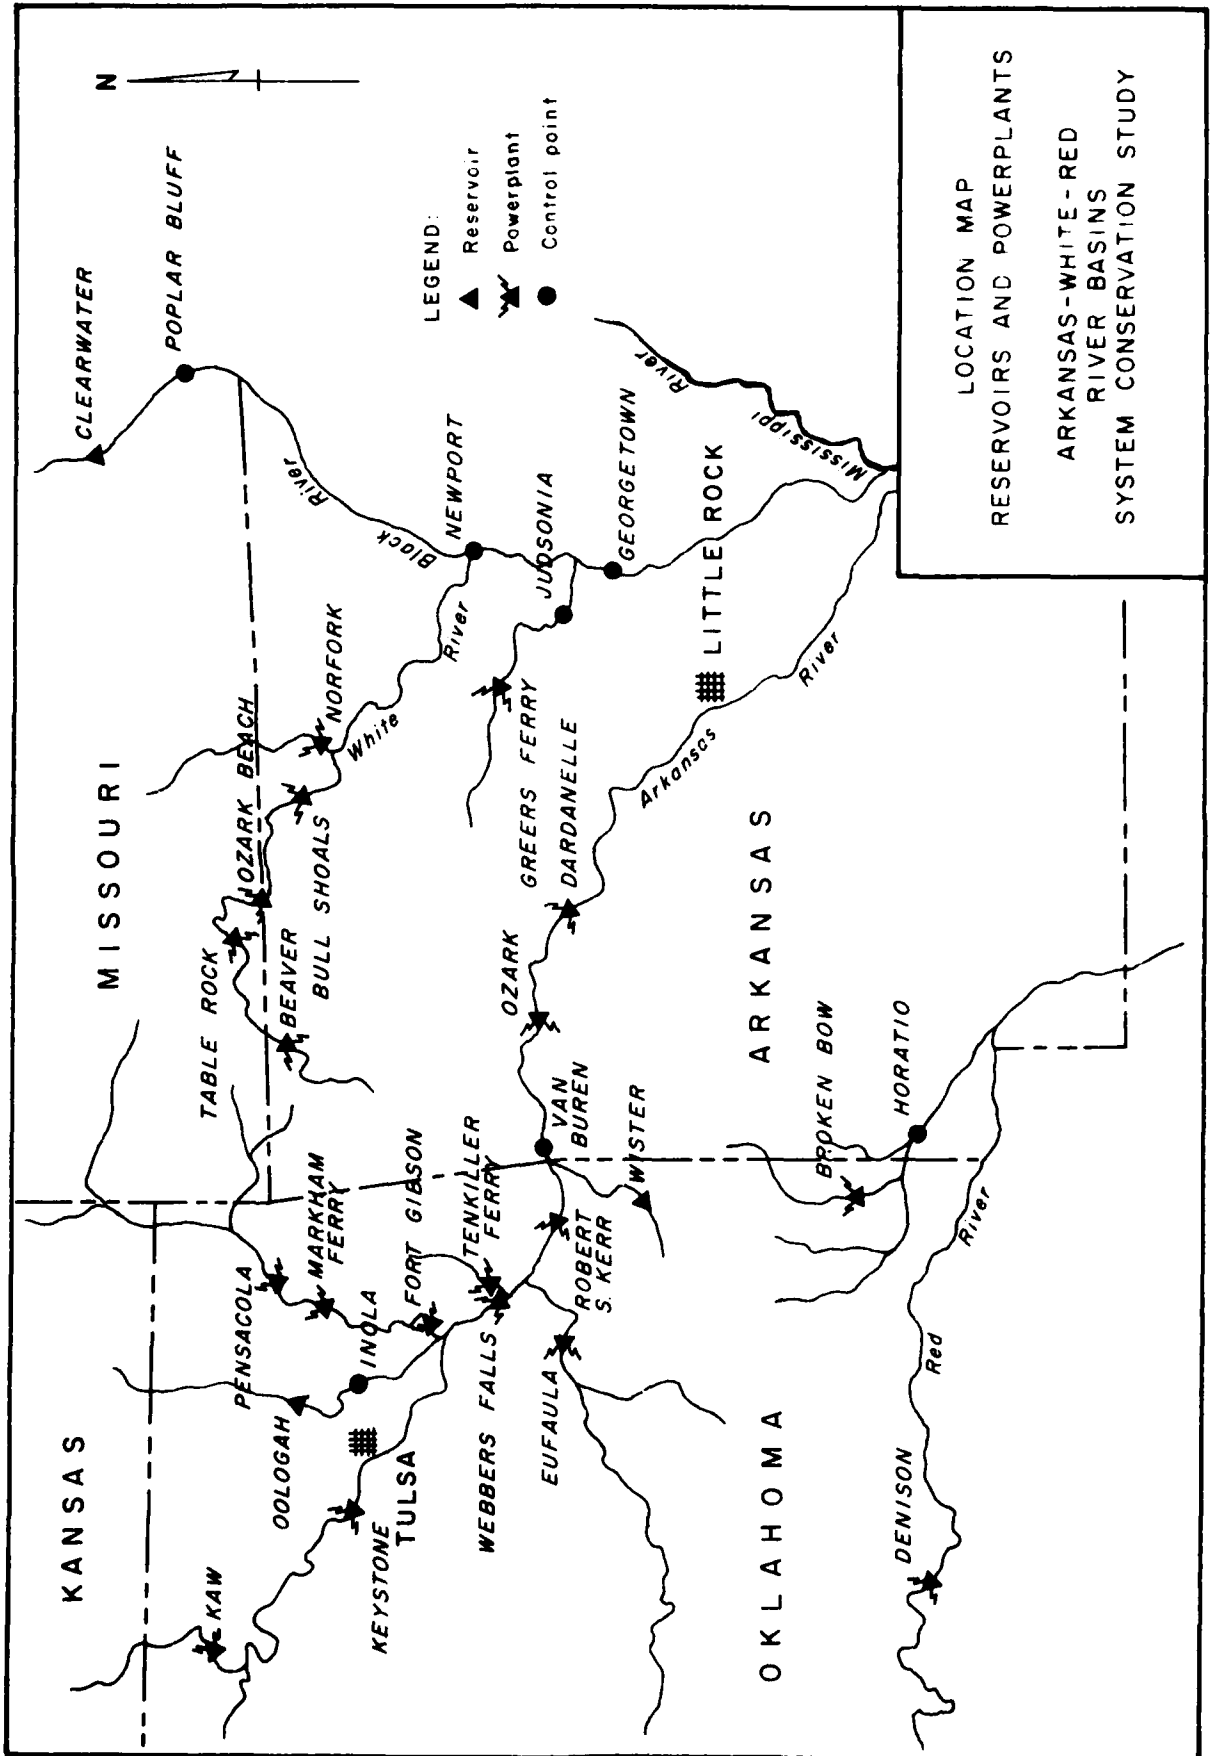 N
KANSAS
MISSOURI
CLEARWATER
POPLAR BLUFF
KAW
OOLOGAH
PENSACOLA
MARKHAM
FERRY
INOLA
FORT GIBSON
TABLE ROCK
BEAVER
OZARK BEACH
BULL SHOALS
NORFORK
White
River
Black
River
NEWPORT
JUDSONIA
GEORGETOWN
LEGEND:
Reservoir
Powerplant
Control point
KEYSTONE
TULSA
WEBBERS FALLS
TENKILLER
FERRY
EUFAULA
ROBERT
S. KERR
VAN
BUREN
WISTER
OZARK
GREERS FERRY
DARDANELLE
Arkansas
River
LITTLE ROCK
Mississippi
River
OKLAHOMA
ARKANSAS
BROKEN BOW
HORATIO
DENISON
Red
River
LOCATION MAP
RESERVOIRS AND POWERPLANTS
ARKANSAS-WHITE-RED
RIVER BASINS
SYSTEM CONSERVATION STUDY